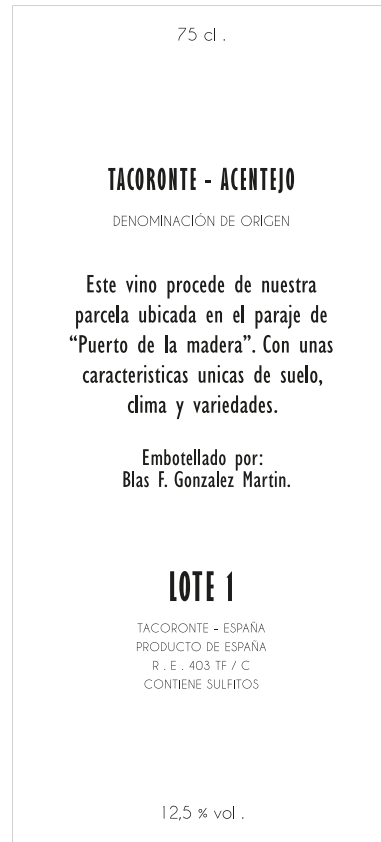 75 cl .
TACORONTE - ACENTEJO
DENOMINACIÓN DE ORIGEN
Este vino procede de nuestra
parcela ubicada en el paraje de
“Puerto de la madera”. Con unas
caracteristicas unicas de suelo,
clima y variedades.
Embotellado por:
Blas F. Gonzalez Martin.
LOTE 1
TACORONTE - ESPAÑA
PRODUCTO DE ESPAÑA
R . E . 403 TF / C
CONTIENE SULFITOS
12,5 % vol .